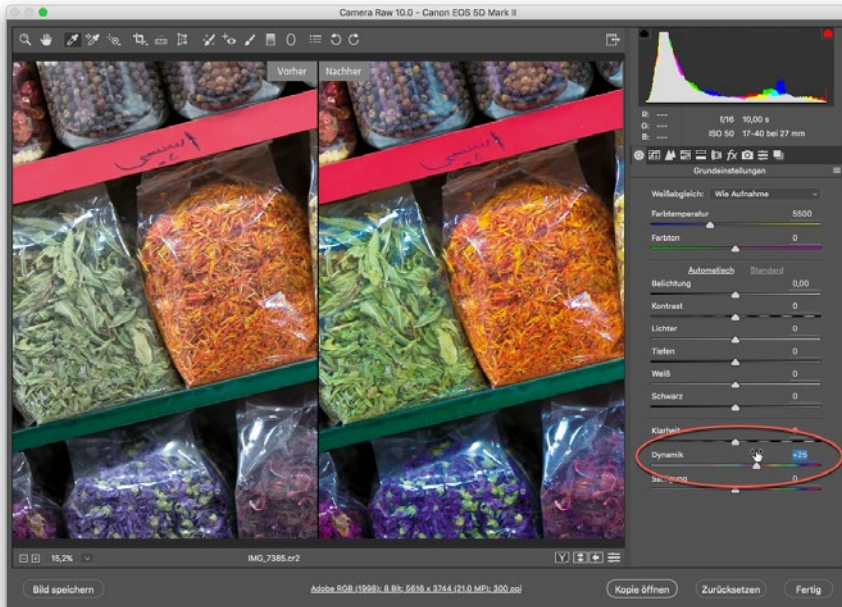 Camera Raw 10.0 - Canon EOS 5D Mark II
Vorher
Nachher
R: ---
G: ---
B: ---
f/16 10,00 s
ISO 50 17-40 bei 27 mm
fx
Grundeinstellungen
Weißabgleich: Wie Aufnahme
Farbtemperatur 5500
Farbton 0
Automatisch Standard
Belichtung 0,00
Kontrast 0
Lichter 0
Tiefen 0
Weiß 0
Schwarz 0
Klarheit 0
Dynamik +25
Sättigung 0
15,2%
IMG_7385.cr2
Y
Bild speichern
Adobe RGB (1998); 8 Bit; 5616 x 3744 (21,0 MP); 300 ppi
Kopie öffnen
Zurücksetzen
Fertig